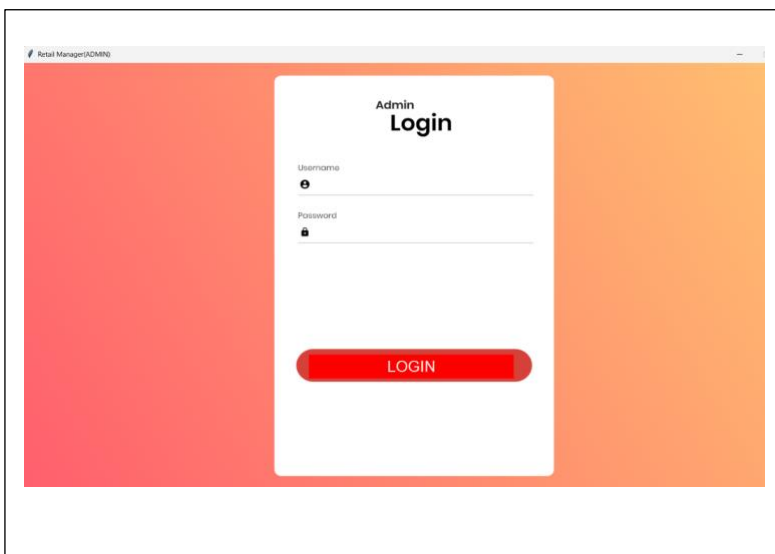 Retail Manager(ADMIN)
Admin
Login
Username
Password
LOGIN